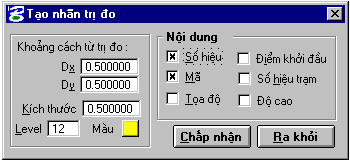 Tạo nhãn trị đo
Khoảng cách từ trị đo :
Dx 0.500000
Dy 0.500000
Kích thước 0.500000
Level 12 Màu
Nội dung
Số hiệu
Điểm khởi đầu
Mã
Số hiệu trạm
Tọa độ
Độ cao
Chấp nhận
Ra khỏi